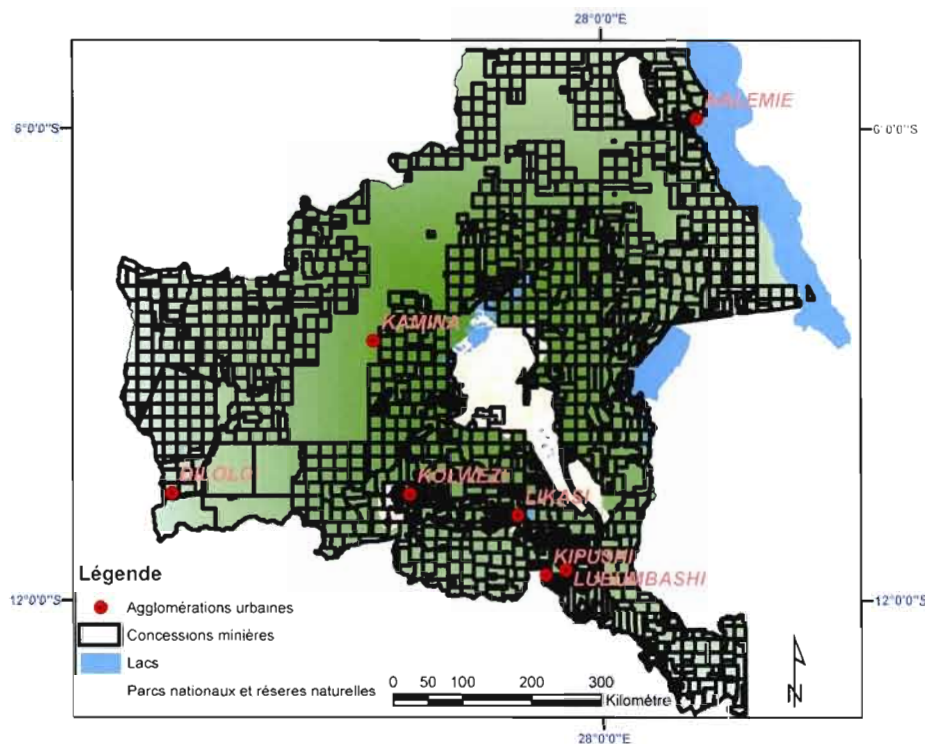 28°0'0"E
6°0'0"S
6°0'0"S
KALEMIE
KAMINA
DILOLO
KOLWEZI
LIKASI
KIPUSHI
LUBUMBASHI
12°0'0"S
12°0'0"S
Légende
Agglomérations urbaines
Concessions minières
Lacs
Parcs nationaux et réseres naturelles
0 50 100 200 300
Kilomètre
N
28°0'0"E